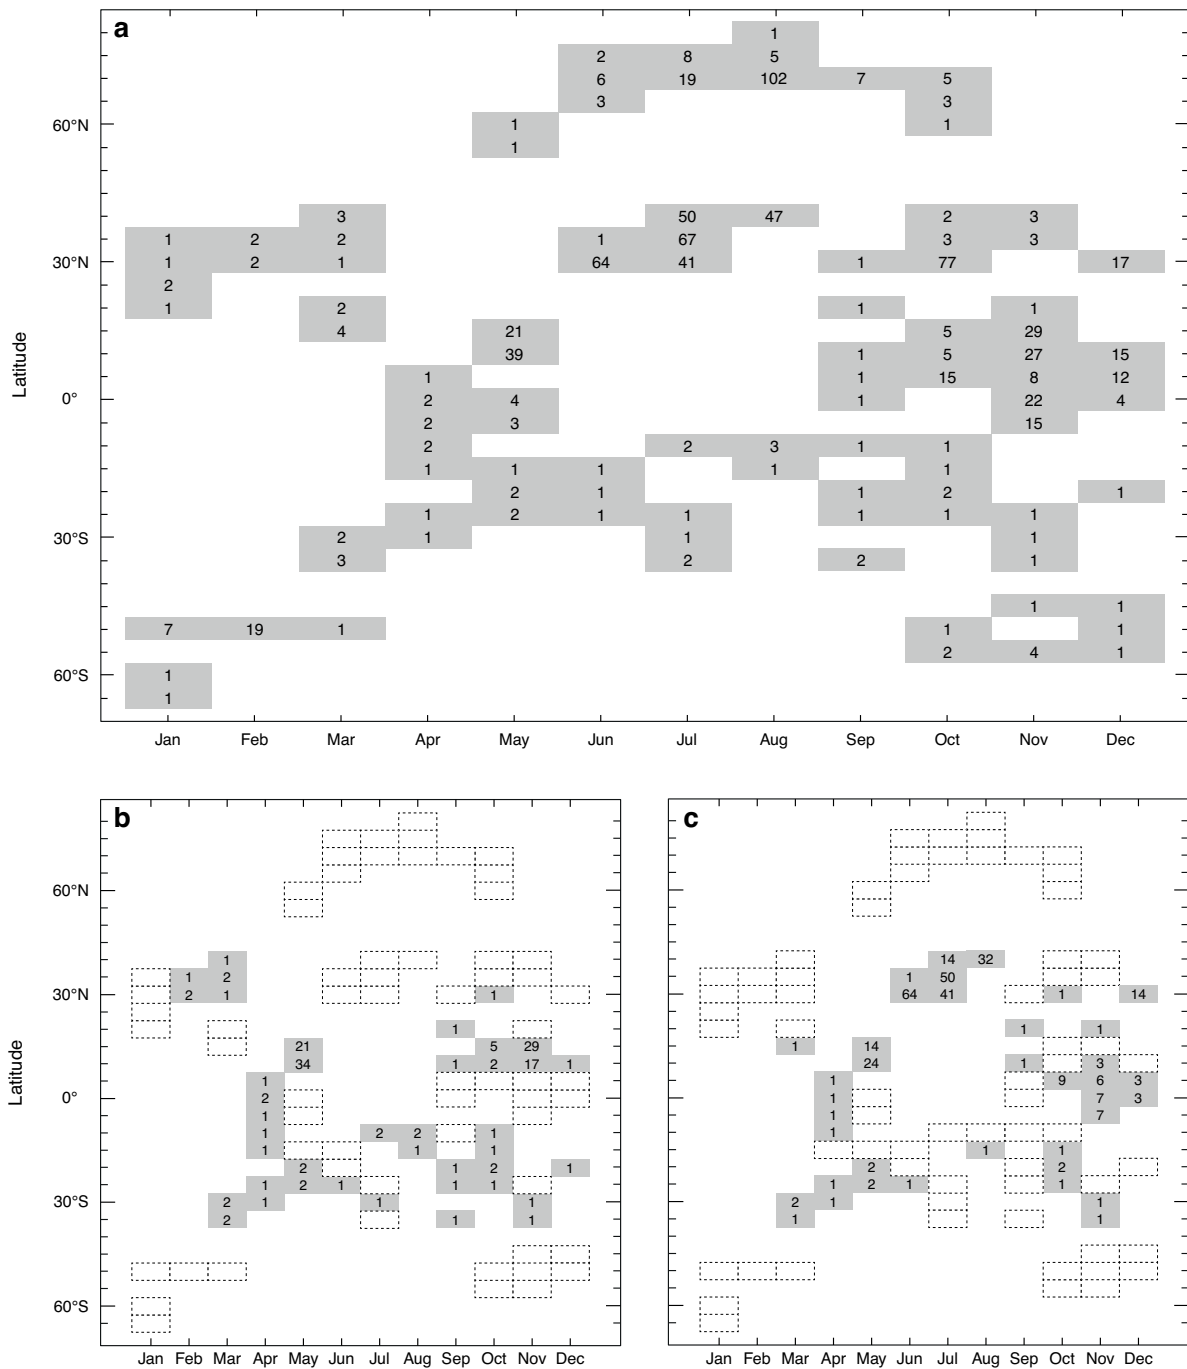 a
1
2 8 5
6 19 102 7 5
3 3
60°N 1 1
1
3 50 47 2 3
1 2 2 1 67 3 3
30°N 1 2 1 64 41 1 77 17
2
1 2 1 1
4 21 5 29
39 1 5 27 15
1 1 15 8 12
0° 2 4 1 22 4
2 3 15
2 2 3 1 1
1 1 1 1 1
2 1 1 2 1
1 2 1 1 1 1 1
30°S 2 1 1 1
3 2 2 1
1 1
7 19 1 1 1
2 4 1
60°S 1
1
Latitude
Jan Feb Mar Apr May Jun Jul Aug Sep Oct Nov Dec
b
60°N
1
1 2
30°N 2 1 1
1
21 5 29
34 1 2 17 1
1
0° 2
1
1 2 2 1
1 1 1
2 1 2 1
1 2 1 1 1
30°S 2 1 1 1
2 1 1
60°S
Latitude
Jan Feb Mar Apr May Jun Jul Aug Sep Oct Nov Dec
c
14 32
1 50
64 41 1 14
1 1
1 14
24 1 3
1 9 6 3
1 7 3
1 7
1
1 1
2 2
1 2 1 1
2 1 1
1 1
Jan Feb Mar Apr May Jun Jul Aug Sep Oct Nov Dec